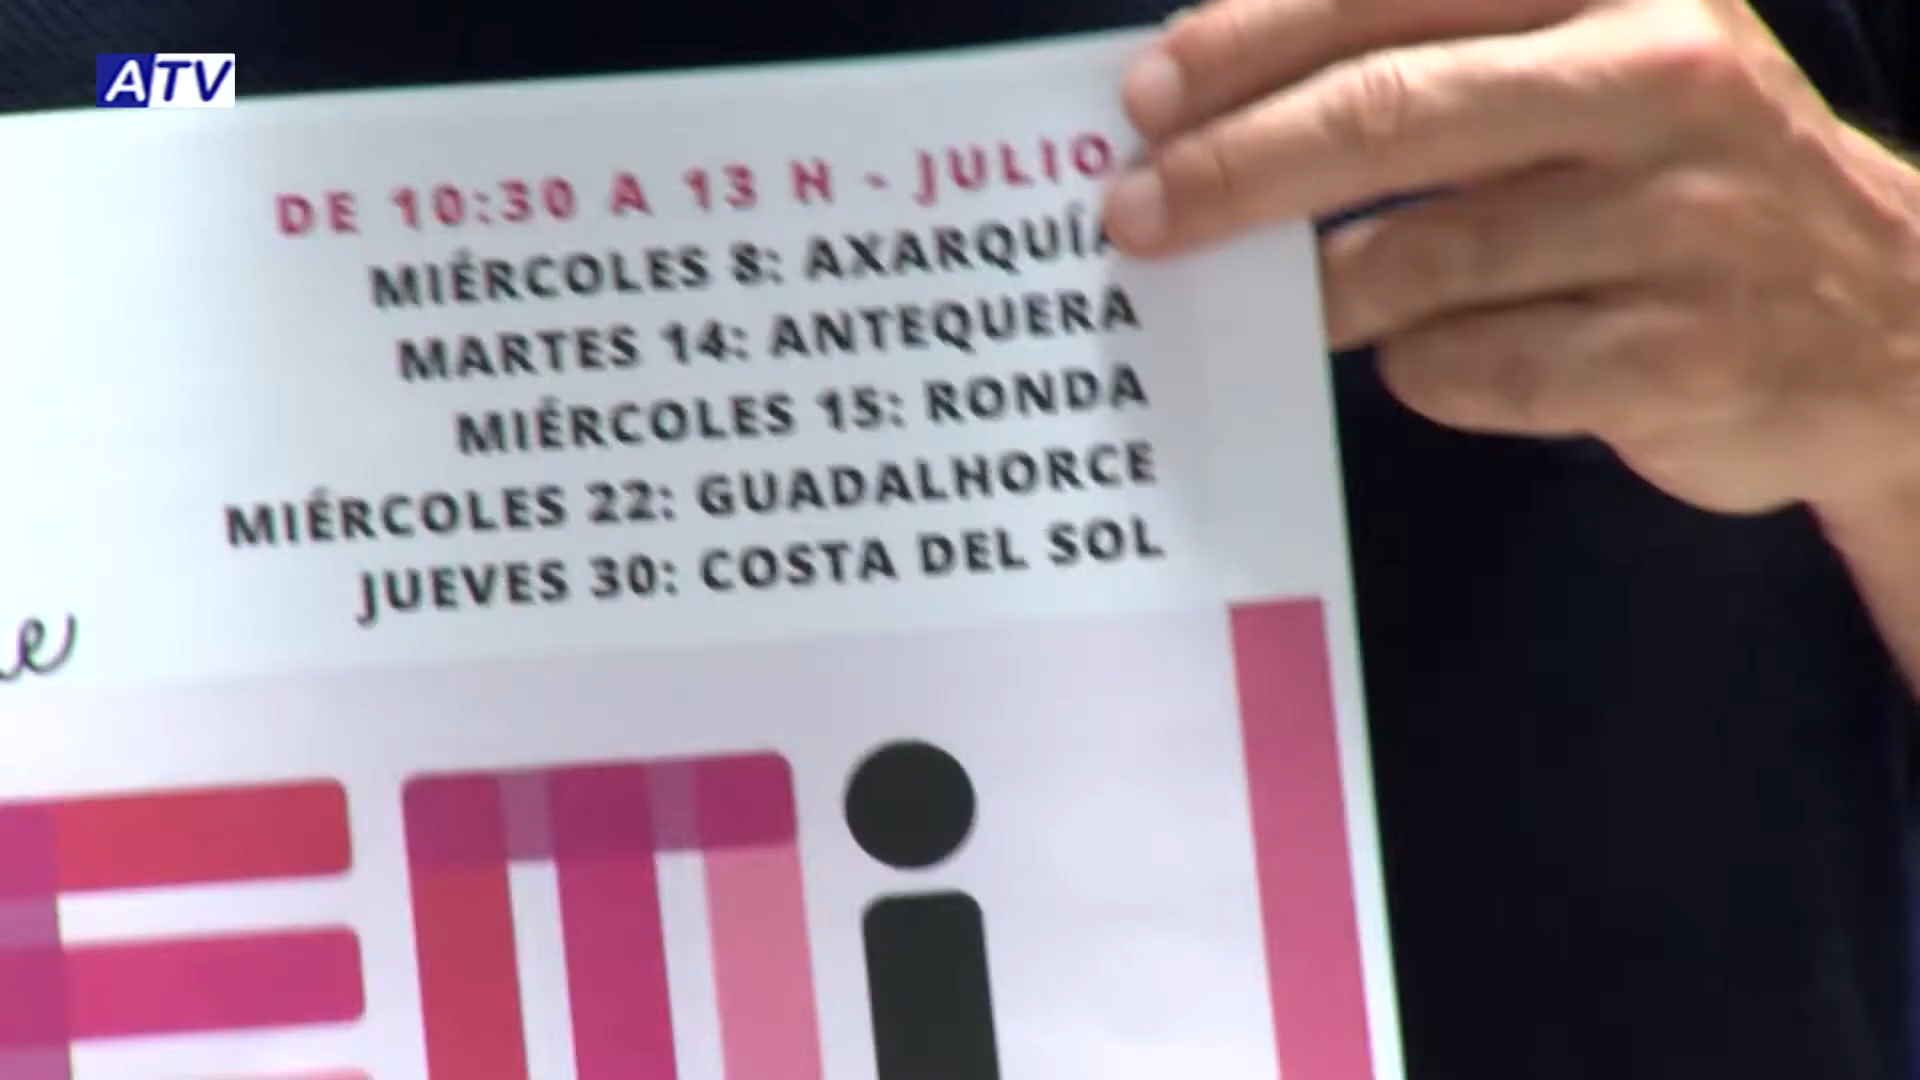 ATV
DE 10:30 A 13 H - JULIO
MIÉRCOLES 8: AXARQUÍA
MARTES 14: ANTEQUERA
MIÉRCOLES 15: RONDA
MIÉRCOLES 22: GUADALHORCE
JUEVES 30: COSTA DEL SOL